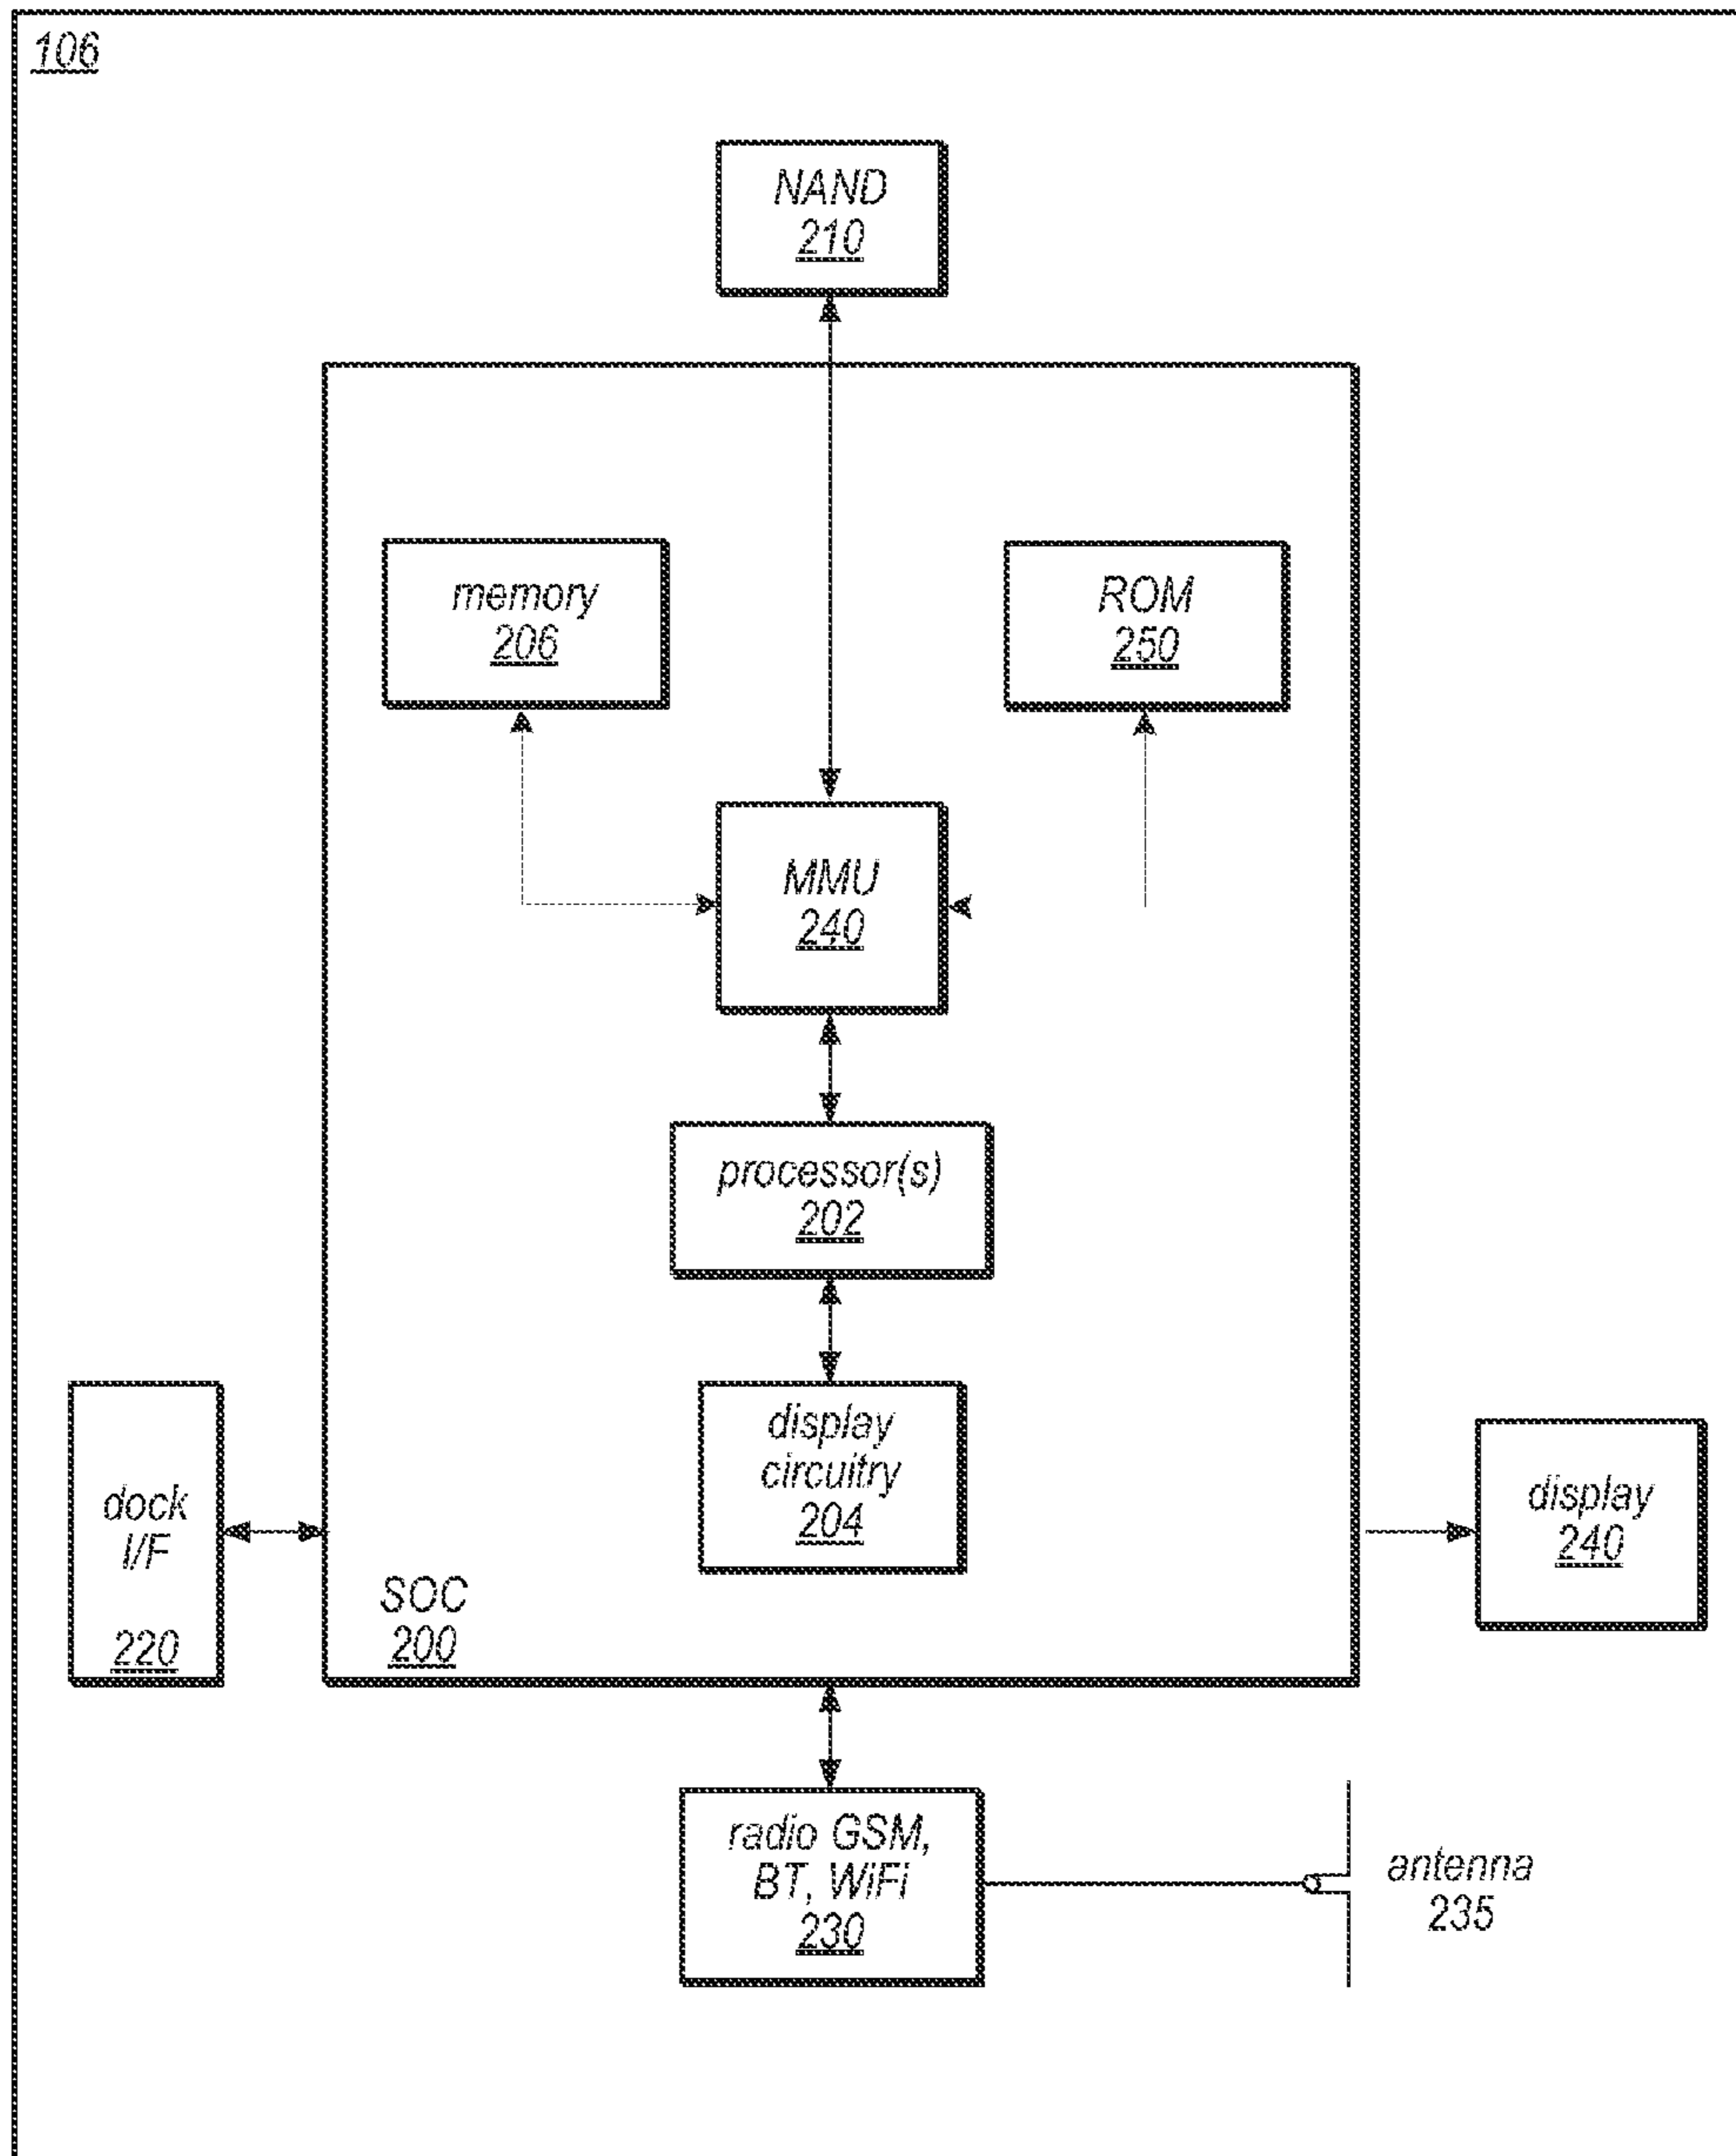 106
NAND
210
memory
206
ROM
250
MMU
240
processor(s)
202
display
circuitry
204
dock
I/F
220
SOC
200
display
240
radio GSM,
BT, WiFi
230
antenna
235